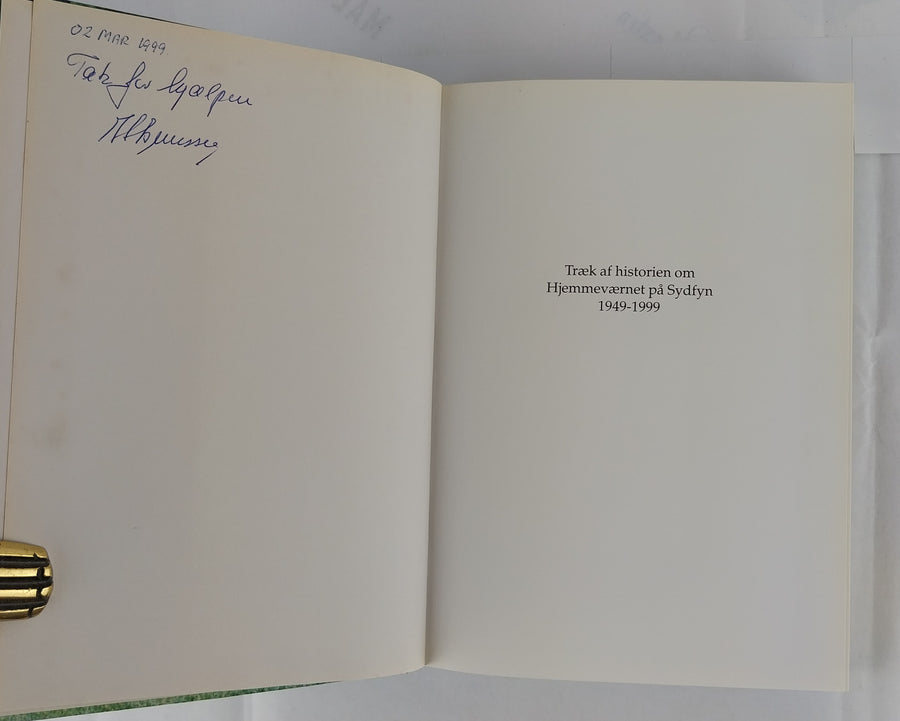 02 MAR 1999
Tak for hjælpen
Træk af historien om
Hjemmeværnet på Sydfyn
1949-1999